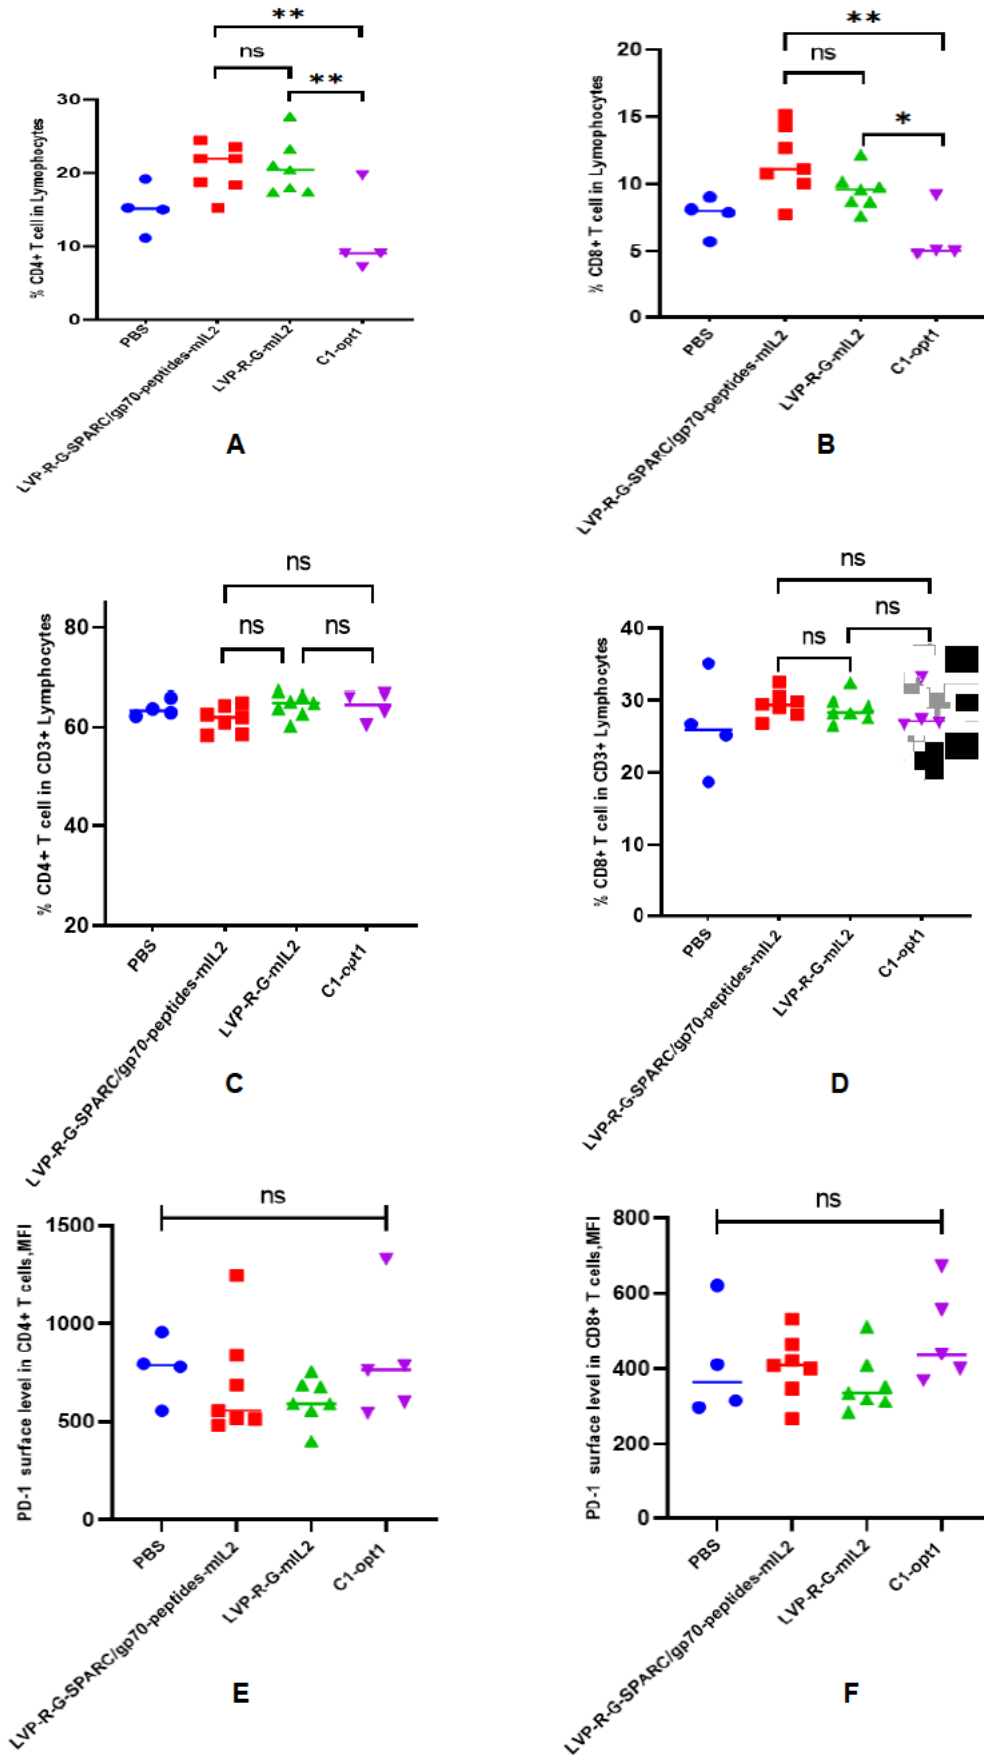 **
ns
**
30
20
10
0
% CD4+ T cell in Lymophocytes
PBS
LVP-R-G-SPARC/gp70-peptides-mIL2
LVP-R-G-mIL2
C1-opt1
A
**
ns
*
20
15
10
5
0
% CD8+ T cell in Lymophocytes
PBS
LVP-R-G-SPARC/gp70-peptides-mIL2
LVP-R-G-mIL2
C1-opt1
B
ns
ns
ns
80
60
40
20
% CD4+ T cell in CD3+ Lymphocytes
PBS
LVP-R-G-SPARC/gp70-peptides-mIL2
LVP-R-G-mIL2
C1-opt1
C
ns
ns
ns
40
30
20
10
0
% CD8+ T cell in CD3+ Lymphocytes
PBS
LVP-R-G-SPARC/gp70-peptides-mIL2
LVP-R-G-mIL2
C1-opt1
D
ns
1500
1000
500
0
PD-1 surface level in CD4+ T cells,MFI
PBS
LVP-R-G-SPARC/gp70-peptides-mIL2
LVP-R-G-mIL2
C1-opt1
E
ns
800
600
400
200
0
PD-1 surface level in CD8+ T cells,MFI
PBS
LVP-R-G-SPARC/gp70-peptides-mIL2
LVP-R-G-mIL2
C1-opt1
F